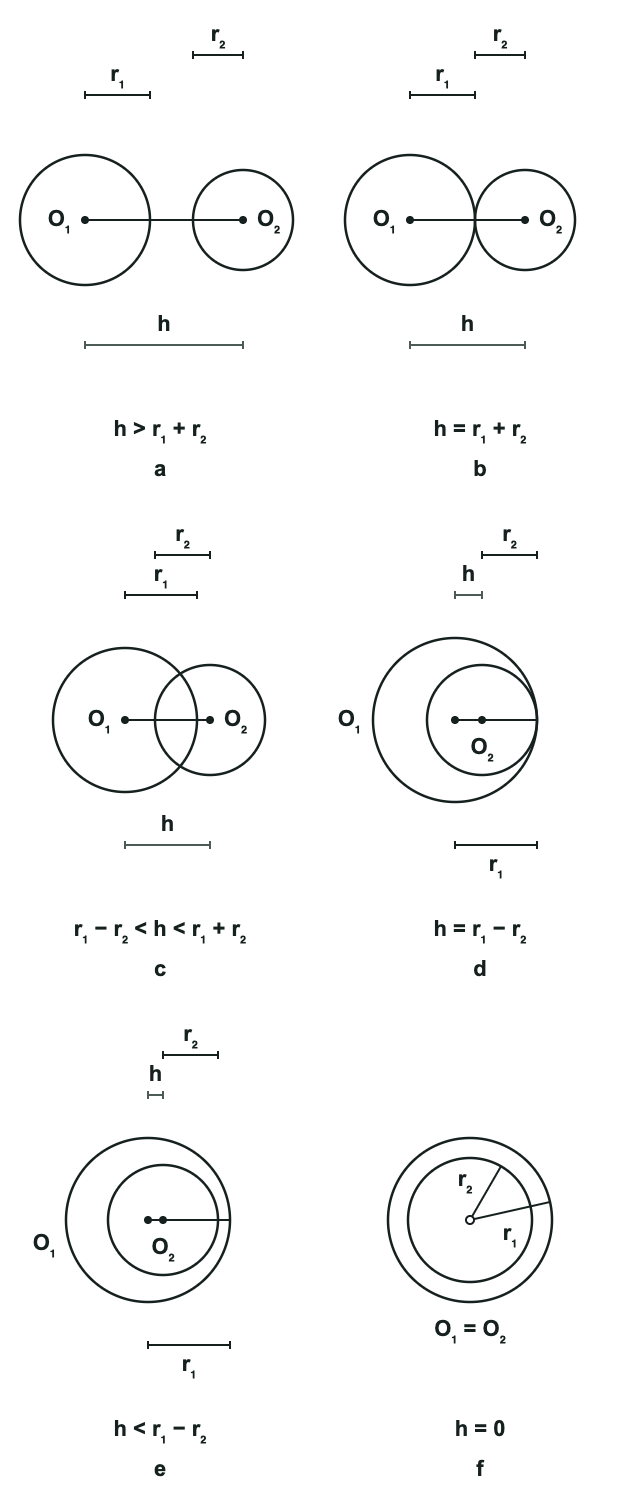 r₂
r₂
r₁
r₁
O₁ O₂
O₁ O₂
h
h
h > r₁ + r₂
h = r₁ + r₂
a
b
r₂
r₂
r₁
h
O₁ O₂
O₁
O₂
h
r₁
r₁ − r₂ < h < r₁ + r₂
h = r₁ − r₂
c
d
r₂
h
r₂
r₁
O₁
O₂
O₁ = O₂
r₁
h < r₁ − r₂
h = 0
e
f